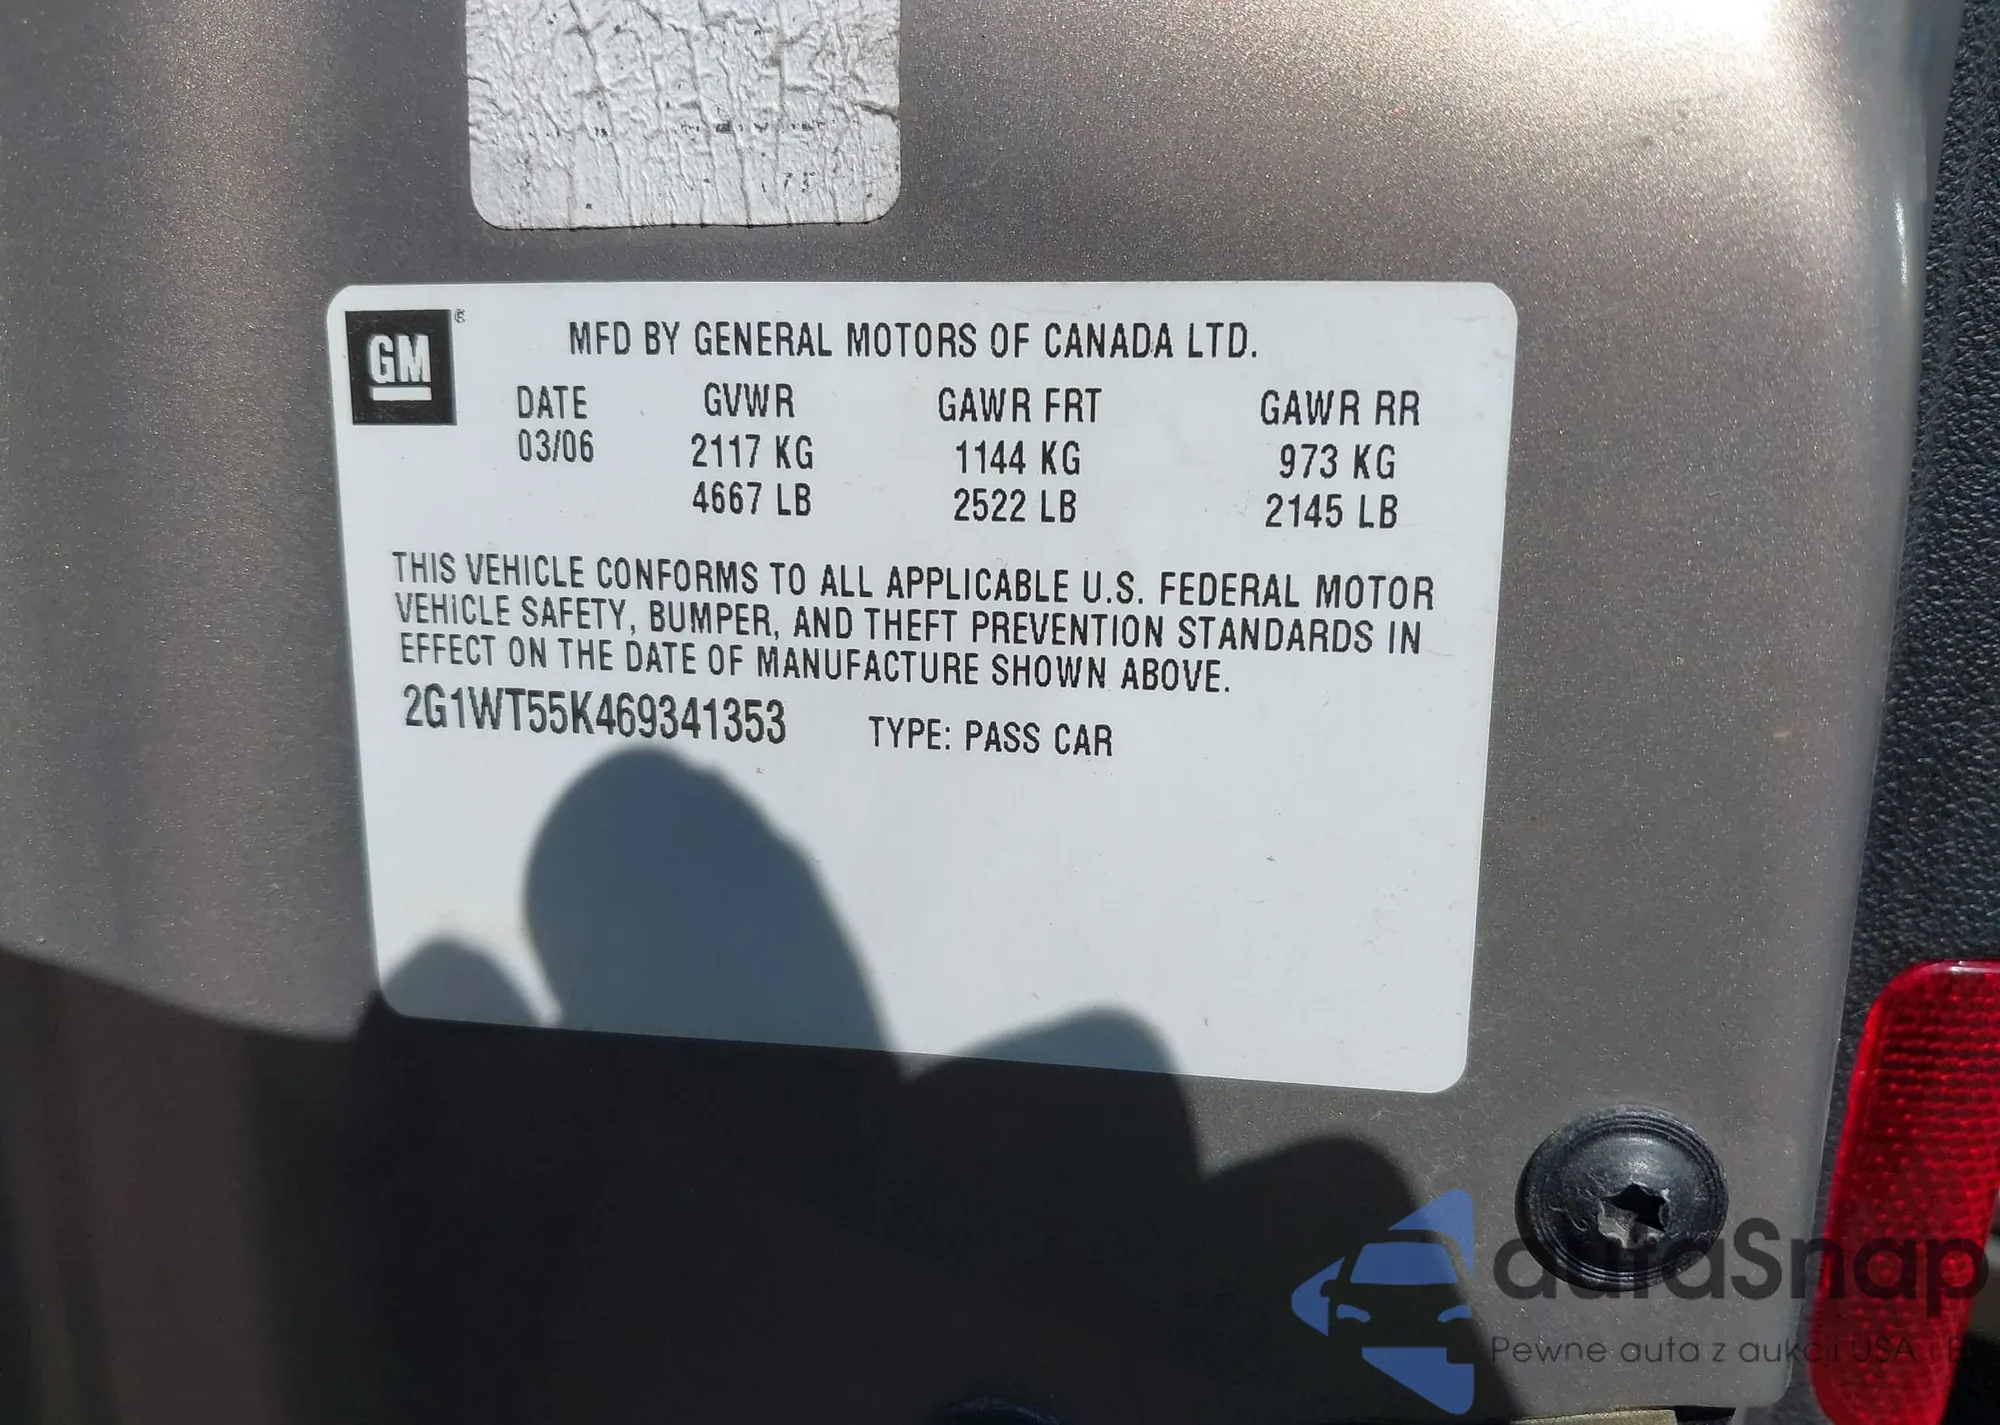 GM
MFD BY GENERAL MOTORS OF CANADA LTD.
DATE GVWR GAWR FRT GAWR RR
03/06 2117 KG 1144 KG 973 KG
4667 LB 2522 LB 2145 LB
THIS VEHICLE CONFORMS TO ALL APPLICABLE U.S. FEDERAL MOTOR
VEHICLE SAFETY, BUMPER, AND THEFT PREVENTION STANDARDS IN
EFFECT ON THE DATE OF MANUFACTURE SHOWN ABOVE.
2G1WT55K469341353 TYPE: PASS CAR
auraSnap
Pewne auta z aukcji USA i